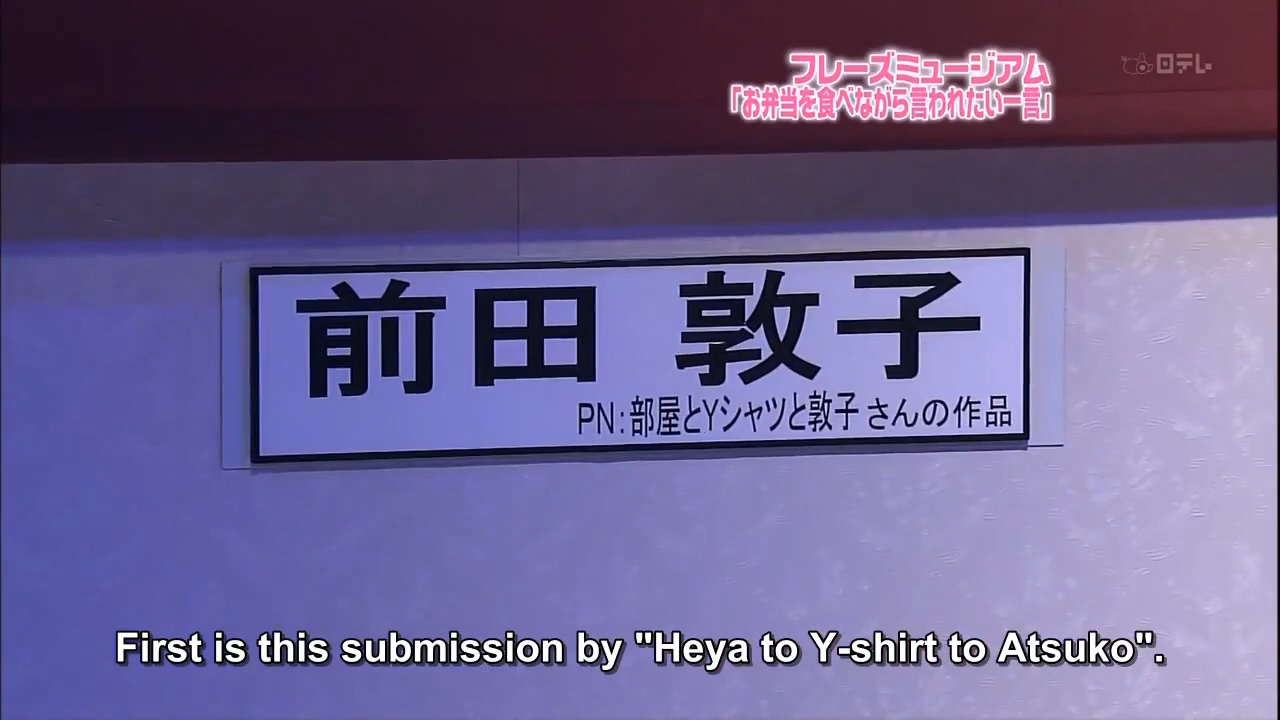 フレーズミュージアム
日テレ
「お弁当を食べながら言われたい一言」
前田 敦子
PN:部屋とYシャツと敦子さんの作品
First is this submission by "Heya to Y-shirt to Atsuko".